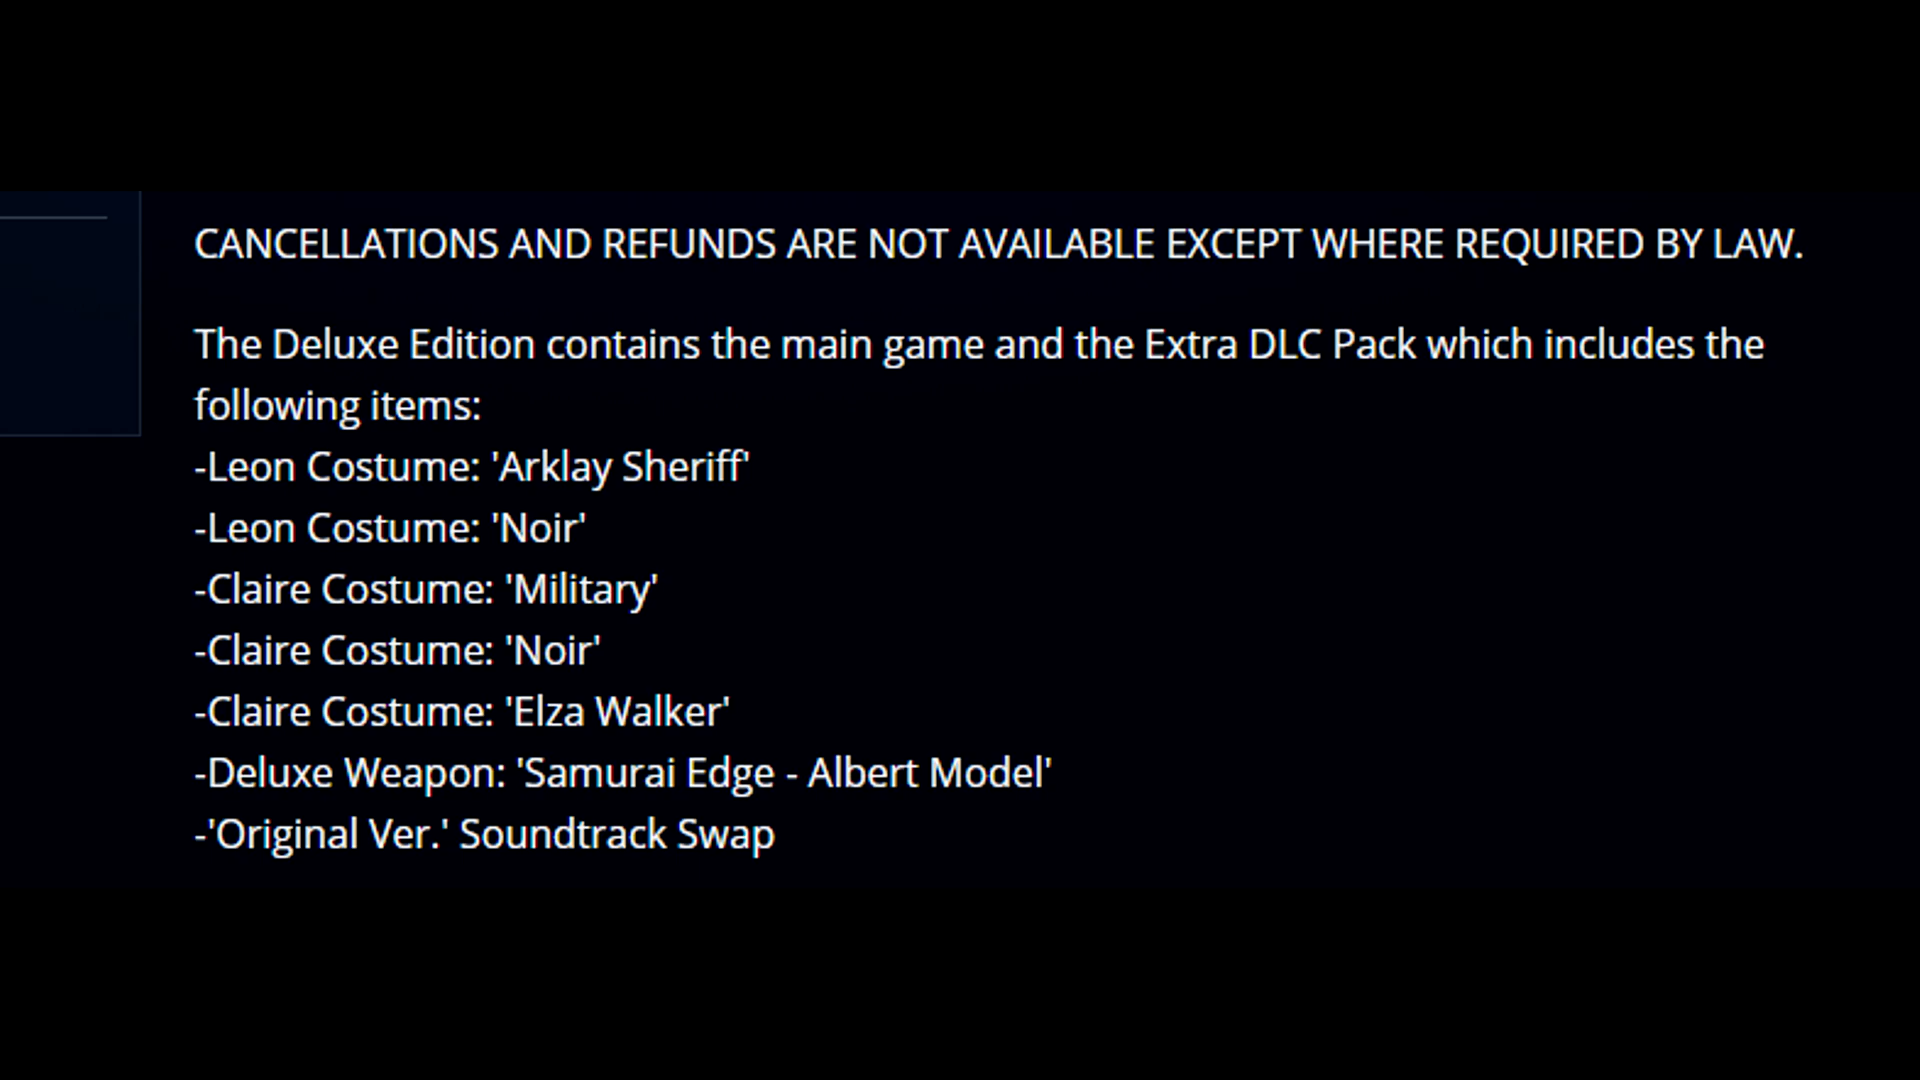 CANCELLATIONS AND REFUNDS ARE NOT AVAILABLE EXCEPT WHERE REQUIRED BY LAW.
The Deluxe Edition contains the main game and the Extra DLC Pack which includes the
following items:
-Leon Costume: 'Arklay Sheriff'
-Leon Costume: 'Noir'
-Claire Costume: 'Military'
-Claire Costume: 'Noir'
-Claire Costume: 'Elza Walker'
-Deluxe Weapon: 'Samurai Edge - Albert Model'
-'Original Ver.' Soundtrack Swap